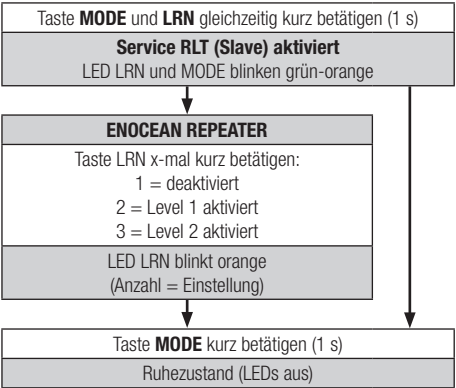 Taste MODE und LRN gleichzeitig kurz betätigen (1 s)
Service RLT (Slave) aktiviert
LED LRN und MODE blinken grün-orange
ENOCEAN REPEATER
Taste LRN x-mal kurz betätigen:
1 = deaktiviert
2 = Level 1 aktiviert
3 = Level 2 aktiviert
LED LRN blinkt orange
(Anzahl = Einstellung)
Taste MODE kurz betätigen (1 s)
Ruhezustand (LEDs aus)